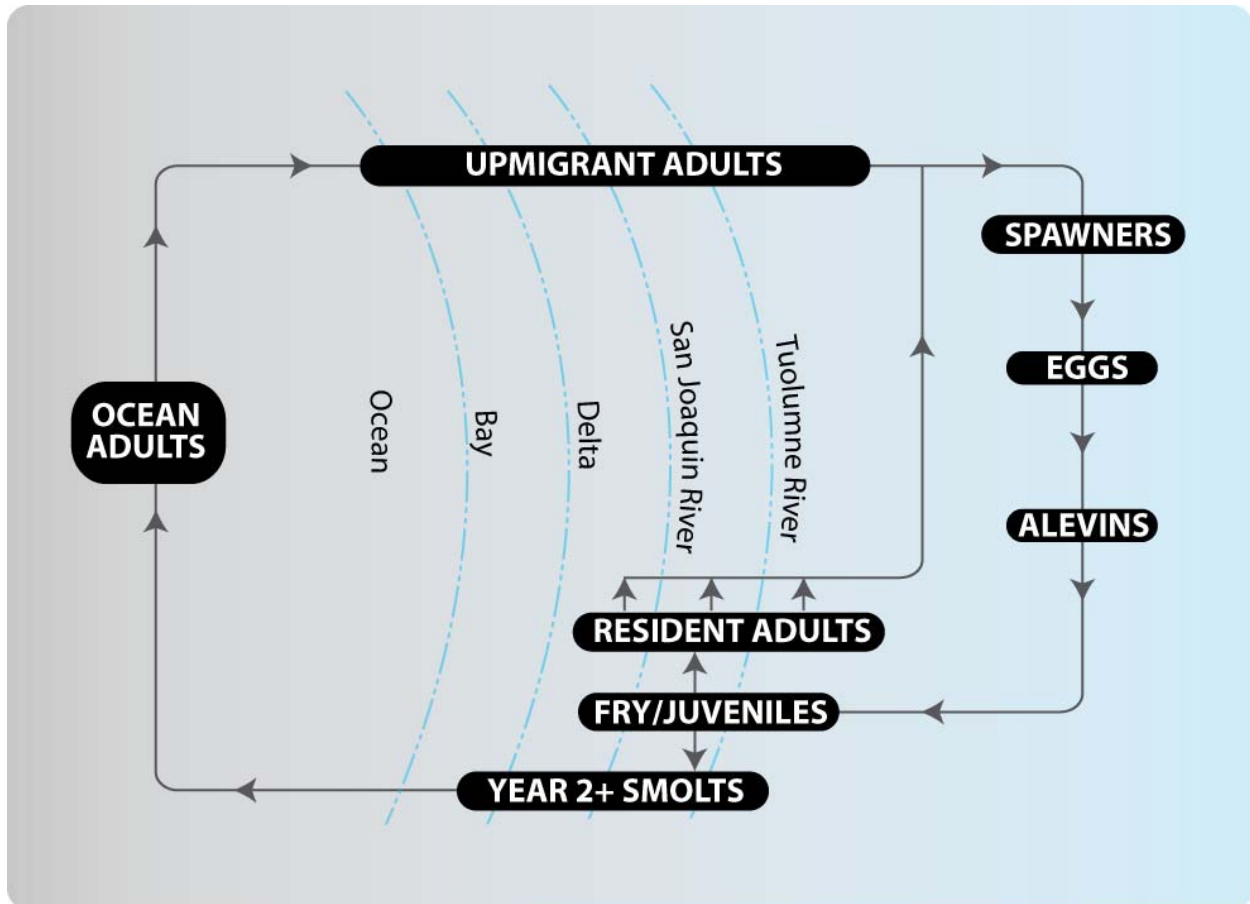 UPMIGRANT ADULTS
SPAWNERS
EGGS
ALEVINS
OCEAN
ADULTS
Ocean
Bay
Delta
San Joaquin River
Tuolumne River
RESIDENT ADULTS
FRY/JUVENILES
YEAR 2+ SMOLTS